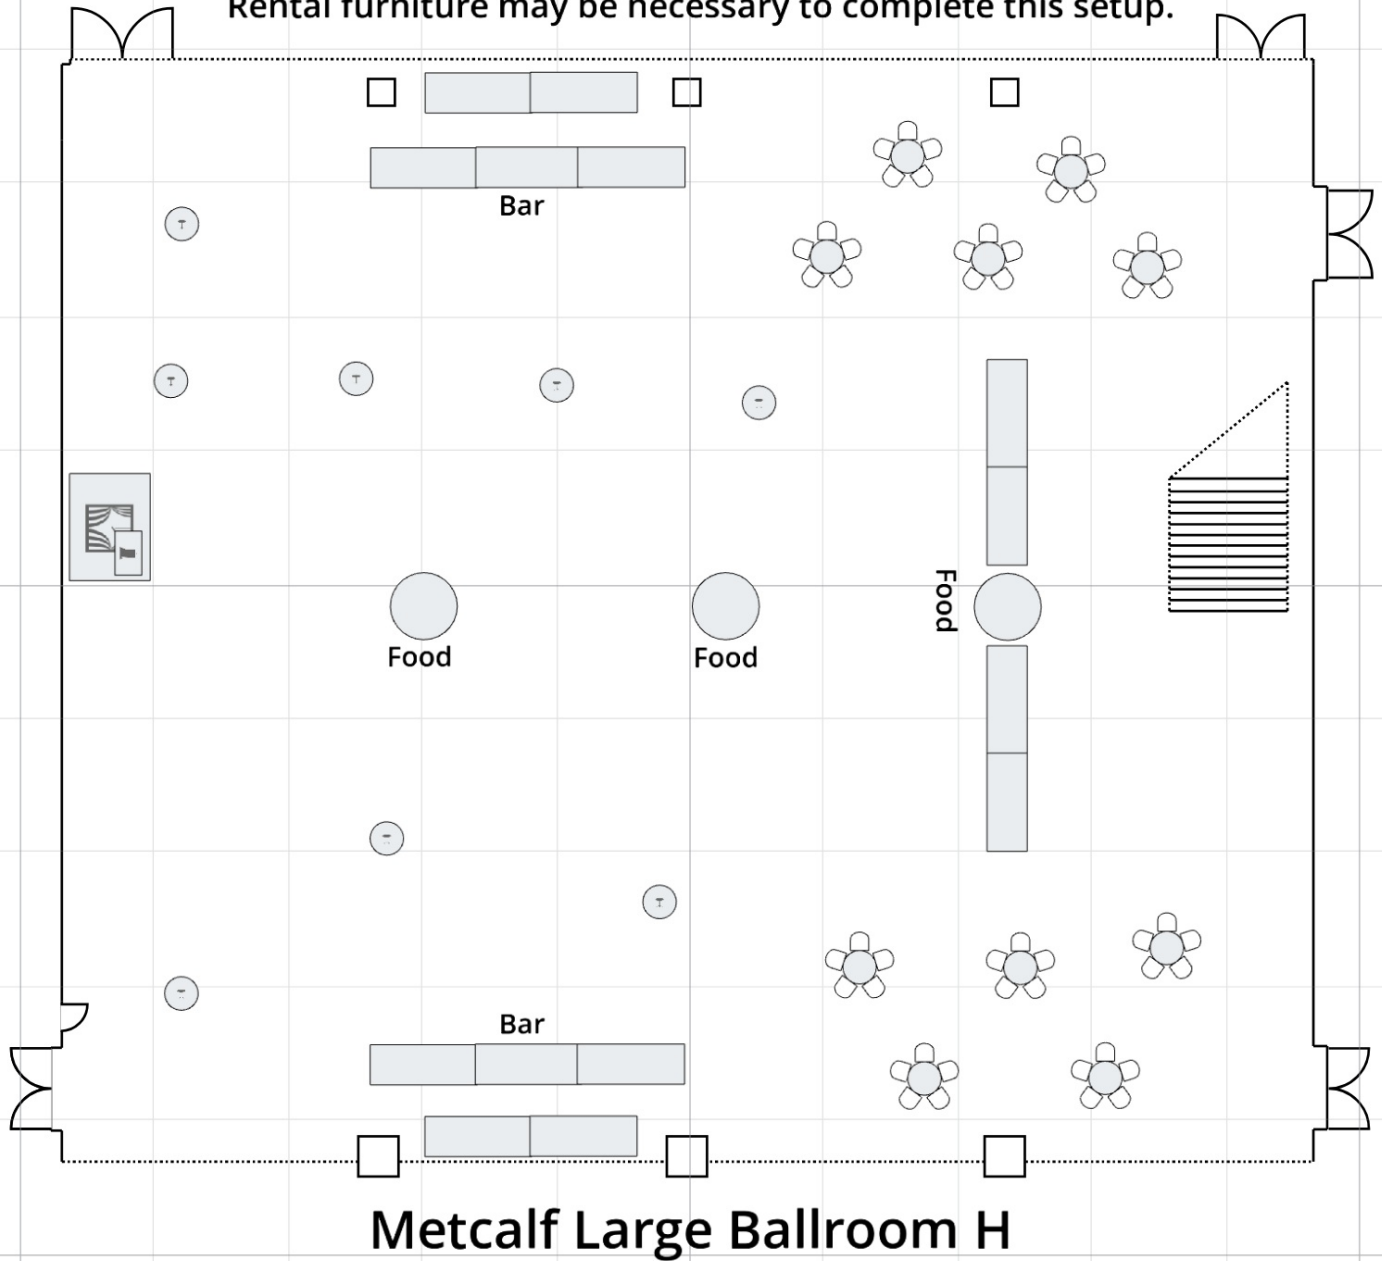 Rental furniture may be necessary to complete this setup.
Bar
Food
Food
Food
Bar
Metcalf Large Ballroom H